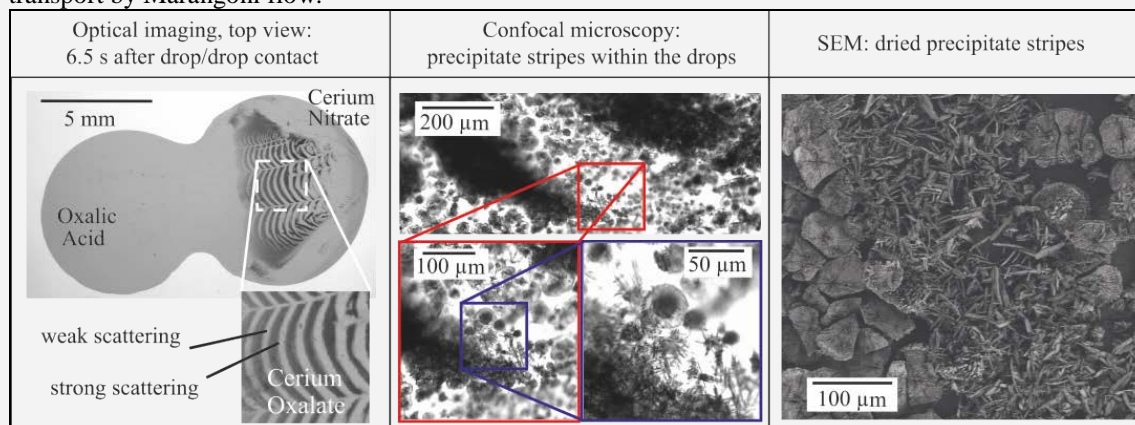 transport by Marangoni flow.
Optical imaging, top view:
6.5 s after drop/drop contact
Confocal microscopy:
precipitate stripes within the drops
SEM: dried precipitate stripes
5 mm
Cerium
Nitrate
Oxalic
Acid
weak scattering
strong scattering
Cerium
Oxalate
200 µm
100 µm
50 µm
100 µm